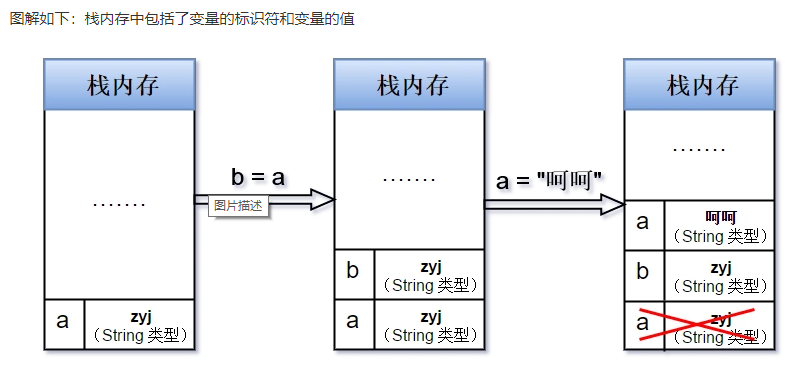 图解如下：栈内存中包括了变量的标识符和变量的值
栈内存
.......
a
zyj
（String 类型）
b = a
图片描述
栈内存
.......
b
zyj
（String 类型）
a
zyj
（String 类型）
a = "呵呵"
栈内存
.......
a
呵呵
（String 类型）
b
zyj
（String 类型）
a
zyj
（String 类型）